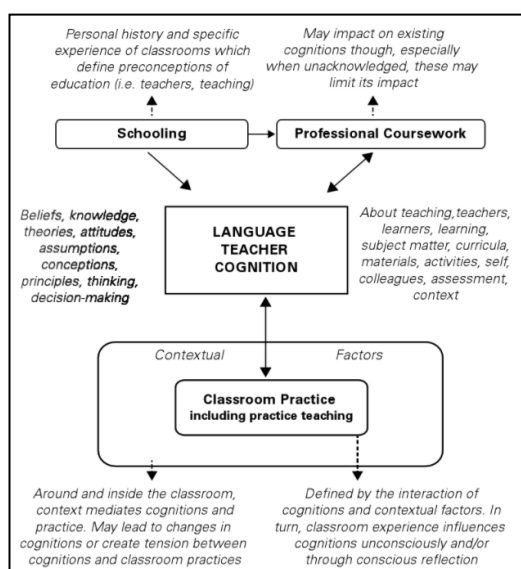 Personal history and specific
experience of classrooms which
define preconceptions of
education (i.e. teachers, teaching)
May impact on existing
cognitions though, especially
when unacknowledged, these may
limit its impact
Schooling
Professional Coursework
Beliefs, knowledge,
theories, attitudes,
assumptions,
conceptions,
principles, thinking,
decision-making
LANGUAGE
TEACHER
COGNITION
About teaching,teachers,
learners, learning,
subject matter, curricula,
materials, activities, self,
colleagues, assessment,
context
Contextual
Factors
Classroom Practice
including practice teaching
Around and inside the classroom,
context mediates cognitions and
practice. May lead to changes in
cognitions or create tension between
cognitions and classroom practices
Defined by the interaction of
cognitions and contextual factors. In
turn, classroom experience influences
cognitions unconsciously and/or
through conscious reflection